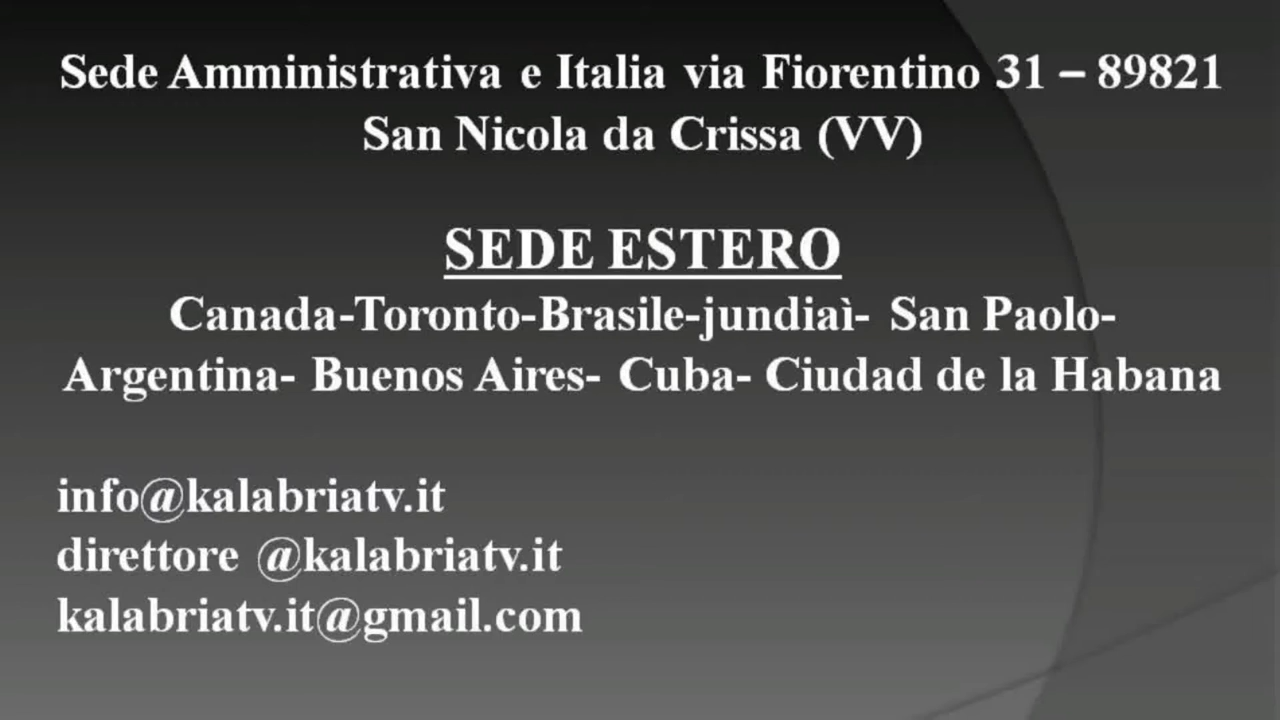 Sede Amministrativa e Italia via Fiorentino 31 – 89821
San Nicola da Crissa (VV)
SEDE ESTERO
Canada-Toronto-Brasile-jundiaì- San Paolo-
Argentina- Buenos Aires- Cuba- Ciudad de la Habana
info@kalabriatv.it
direttore @kalabriatv.it
kalabriatv.it@gmail.com